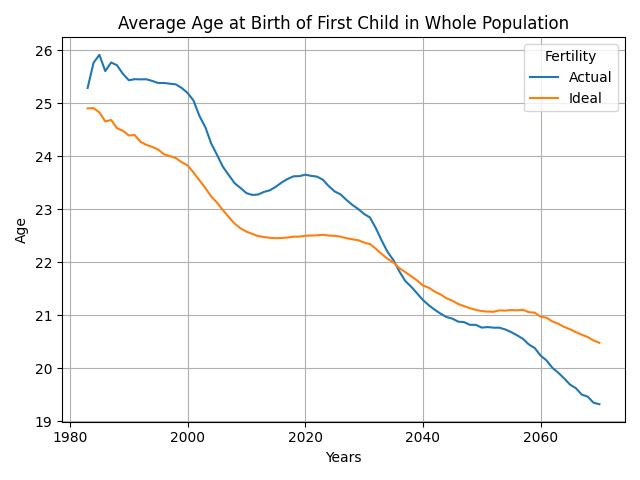 Average Age at Birth of First Child in Whole Population
Fertility
Actual
Ideal
Age
26
25
24
23
22
21
20
19
1980
2000
2020
2040
2060
Years